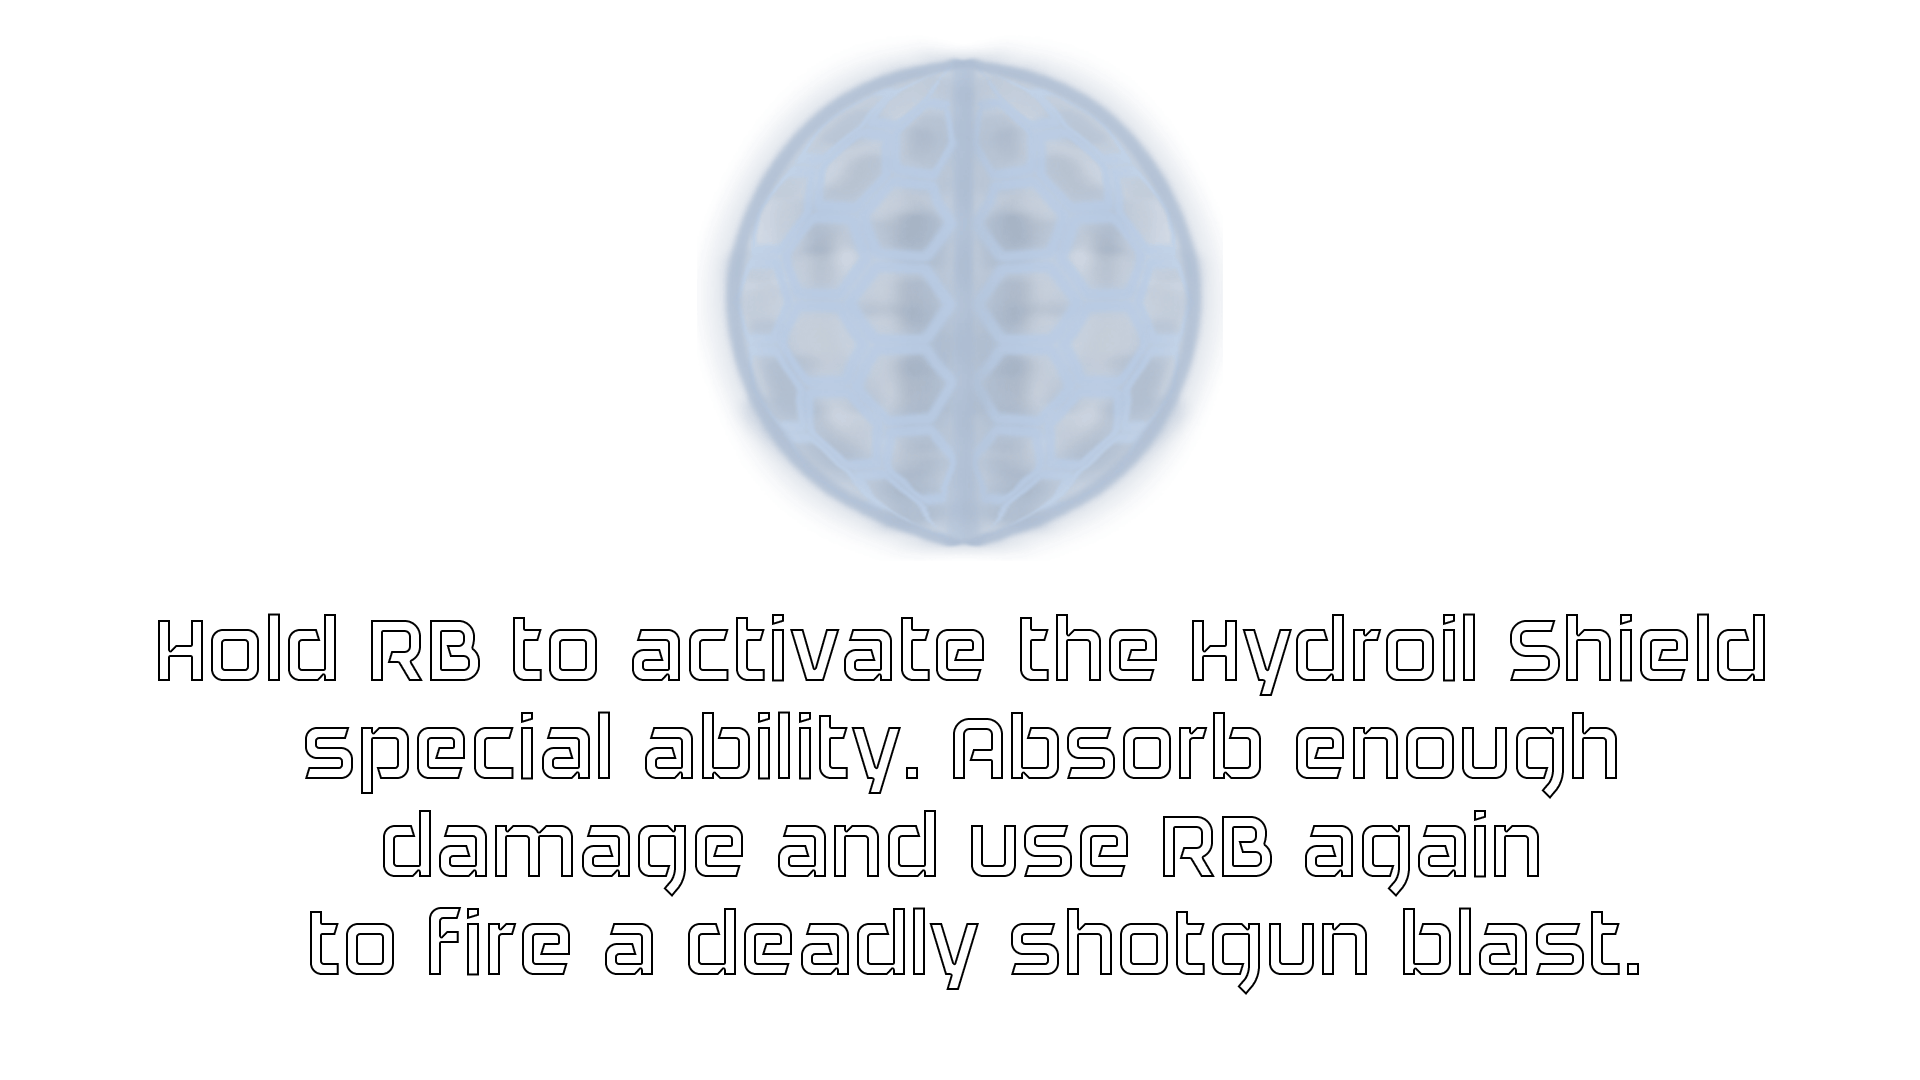 Hold RB to activate the Hydroil Shield
special ability. Absorb enough
damage and use RB again
to fire a deadly shotgun blast.